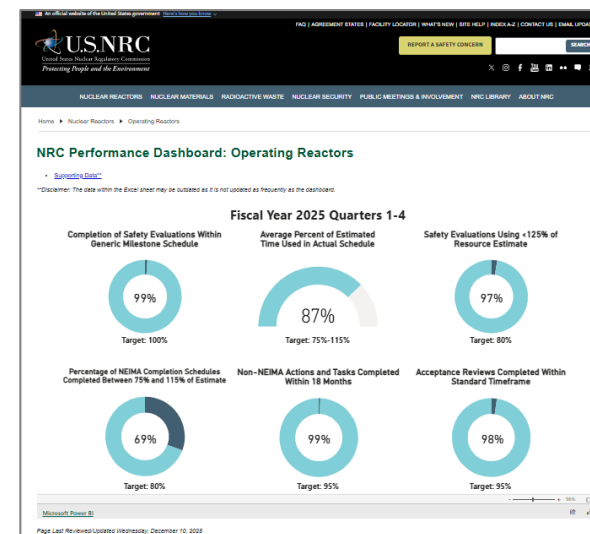 An official website of the United States government Here's how you know
FAQ | AGREEMENT STATES | FACILITY LOCATOR | WHAT'S NEW | SITE HELP | INDEX A-Z | CONTACT US | EMAIL UPDAT
U.S.NRC
United States Nuclear Regulatory Commission
Protecting People and the Environment
REPORT A SAFETY CONCERN
SEARCH
NUCLEAR REACTORS NUCLEAR MATERIALS RADIOACTIVE WASTE NUCLEAR SECURITY PUBLIC MEETINGS & INVOLVEMENT NRC LIBRARY ABOUT NRC
Home ▶ Nuclear Reactors ▶ Operating Reactors
NRC Performance Dashboard: Operating Reactors
• Supporting Data**
**Disclaimer: The data within the Excel sheet may be outdated as it is not updated as frequently as the dashboard.
Fiscal Year 2025 Quarters 1-4
Completion of Safety Evaluations Within
Generic Milestone Schedule
99%
Target: 100%
Average Percent of Estimated
Time Used in Actual Schedule
87%
Target: 75%-115%
Safety Evaluations Using <125% of
Resource Estimate
97%
Target: 80%
Percentage of NEIMA Completion Schedules
Completed Between 75% and 115% of Estimate
69%
Target: 80%
Non-NEIMA Actions and Tasks Completed
Within 18 Months
99%
Target: 95%
Acceptance Reviews Completed Within
Standard Timeframe
98%
Target: 95%
Microsoft Power BI
Page Last Reviewed/Updated Wednesday, December 10, 2025